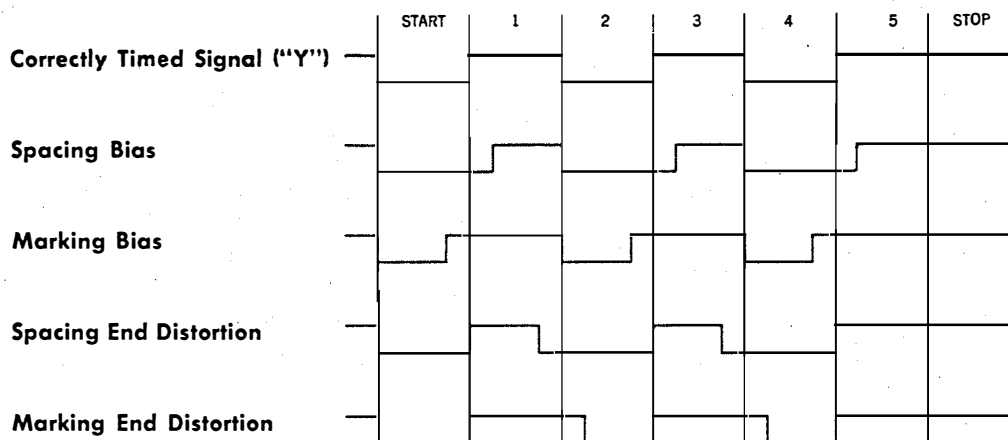 START 1 2 3 4 5 STOP
Correctly Timed Signal ("Y")
Spacing Bias
Marking Bias
Spacing End Distortion
Marking End Distortion